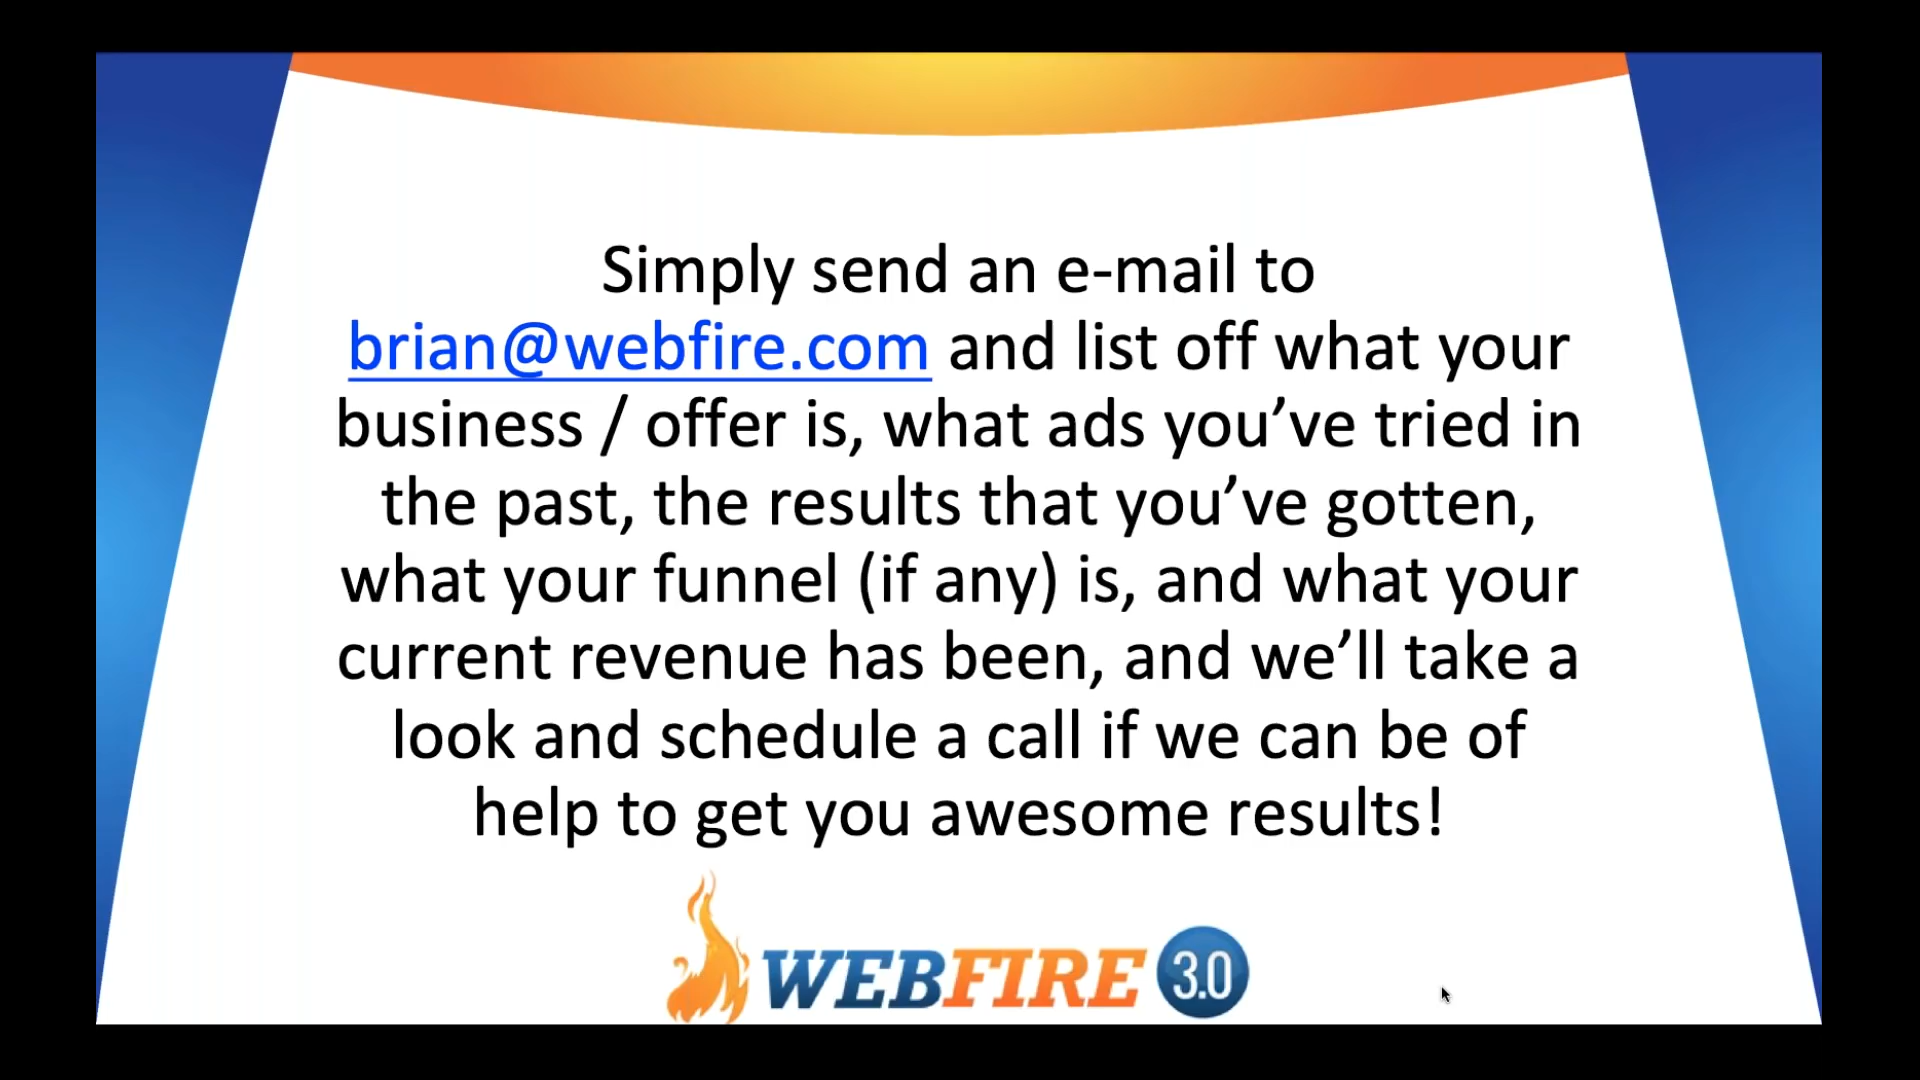 Simply send an e-mail to
brian@webfire.com and list off what your
business / offer is, what ads you’ve tried in
the past, the results that you’ve gotten,
what your funnel (if any) is, and what your
current revenue has been, and we’ll take a
look and schedule a call if we can be of
help to get you awesome results!
WEBFIRE 3.0